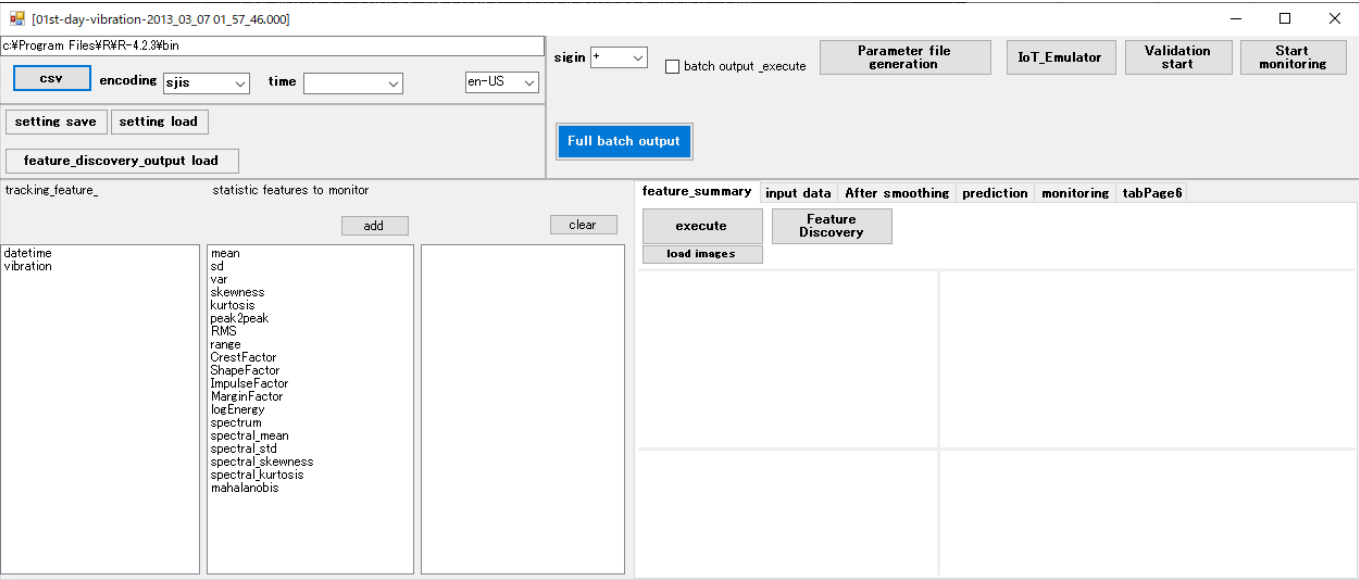 [01st-day-vibration-2013_03_07 01_57_46.000]
c:¥Program Files¥R¥R-4.2.3¥bin
csv
encoding
sjis
time
en-US
sigin
+
batch output _execute
Parameter file
generation
IoT_Emulator
Validation
start
Start
monitoring
setting save
setting load
Full batch output
feature_discovery_output load
tracking_feature_
statistic features to monitor
add
clear
datetime
vibration
mean
sd
var
skewness
kurtosis
peak2peak
RMS
range
CrestFactor
ShapeFactor
ImpulseFactor
MarginFactor
logEnergy
spectrum
spectral_mean
spectral_std
spectral_skewness
spectral_kurtosis
mahalanobis
feature_summary
input data
After smoothing
prediction
monitoring
tabPage6
execute
Feature
Discovery
load images